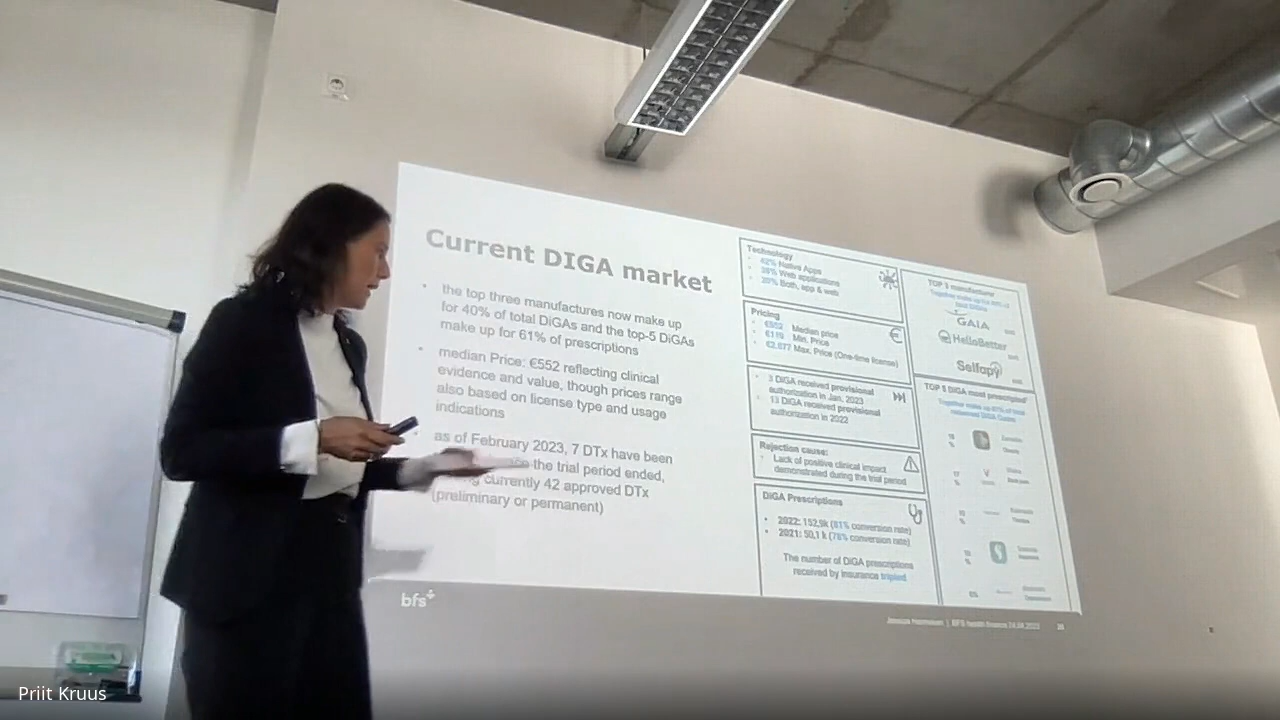 Current DIGA market
the top three manufactures now make up
for 40% of total DiGAs and the top-5 DiGAs
make up for 61% of prescriptions
median Price: €552 reflecting clinical
evidence and value, though prices range
also based on license type and usage
indications
as of February 2023, 7 DTx have been
the trial period ended,
currently 42 approved DTx
(preliminary or permanent)
Technology
42% Native Apps
Web applications
20% Both, app & web
Pricing
€552 Median price
€119 Min. Price
€2,077 Max. Price (One-time license)
3 DiGA received provisional
authorization in Jan. 2023
13 DiGA received provisional
authorization in 2022
Rejection cause:
Lack of positive clinical impact
demonstrated during the trial period
DiGA Prescriptions
2022: 152,9k (81% conversion rate)
2021: 50,1 k (78% conversion rate)
The number of DiGA prescriptions
received by insurance tripled
TOP 3 manufacturer
GAIA
HelloBetter
Selfapy
TOP 5 DIGA most prescribed
bfs
BFS health finance
Priit Kruus